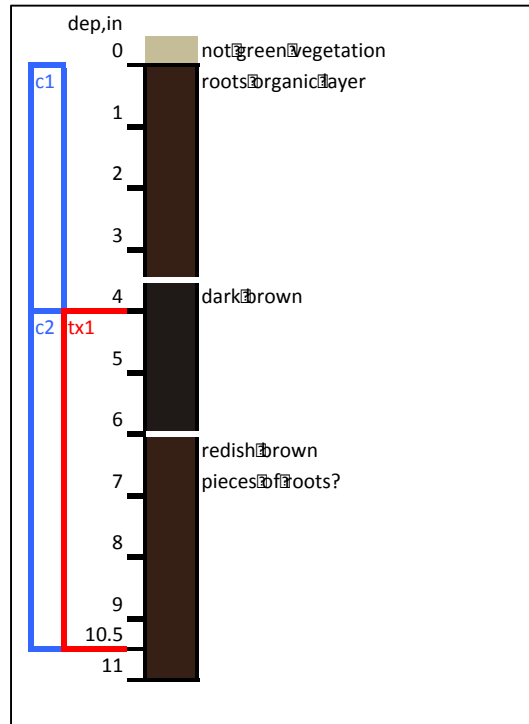 dep,in
0 not green vegetation
c1 roots organic layer
1
2
3
4 dark brown
c2 tx1
5
6
redish brown
7 pieces of roots?
8
9
10.5
11